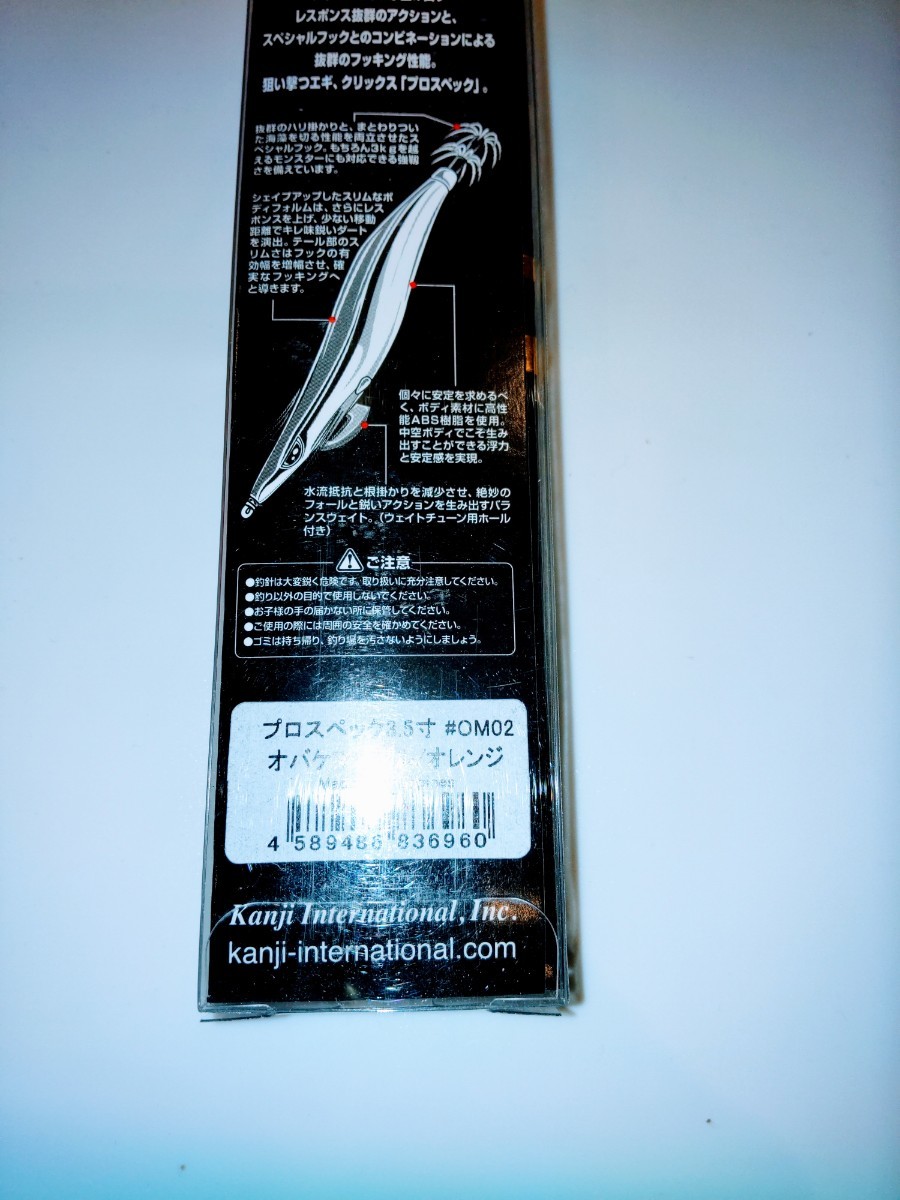 レスポンス抜群のアクションと、
スペシャルフックとのコンビネーションによる
抜群のフッキング性能。
狙い撃つエギ、クリックス「プロスペック」。
抜群のハリ掛かりと、まとわりつい
た海藻を切る性能を両立させたス
ペシャルフック。もちろん3kgを越
えるモンスターにも対応できる強靭
さを備えています。
シェイプアップしたスリムなボ
ディフォルムは、さらにレス
ポンスを上げ、少ない移動
距離でキレ味鋭いダート
を演出。テール部のス
リムさはフックの有
効幅を増幅させ、確
実なフッキングへ
と導きます。
個々に安定を求めるべ
く、ボディ素材に高性
能ABS樹脂を使用。
中空ボディでこそ生み
出すことができる浮力
と安定感を実現。
水流抵抗と根掛かりを減少させ、絶妙の
フォールと鋭いアクションを生み出すバラ
ンスウェイト。(ウェイトチューン用ホール
付き)
ご注意
●釣針は大変鋭く危険です。取り扱いに充分注意してください。
●釣り以外の目的で使用しないでください。
●お子様の手の届かない所に保管してください。
●ご使用の際には周囲の安全を確かめてください。
●ゴミは持ち帰り、釣り場を汚さないようにしましょう。
プロスペック3.5寸 #OM02
オバケ オレンジ
4 589486 836960
Kanji International, Inc.
kanji-international.com